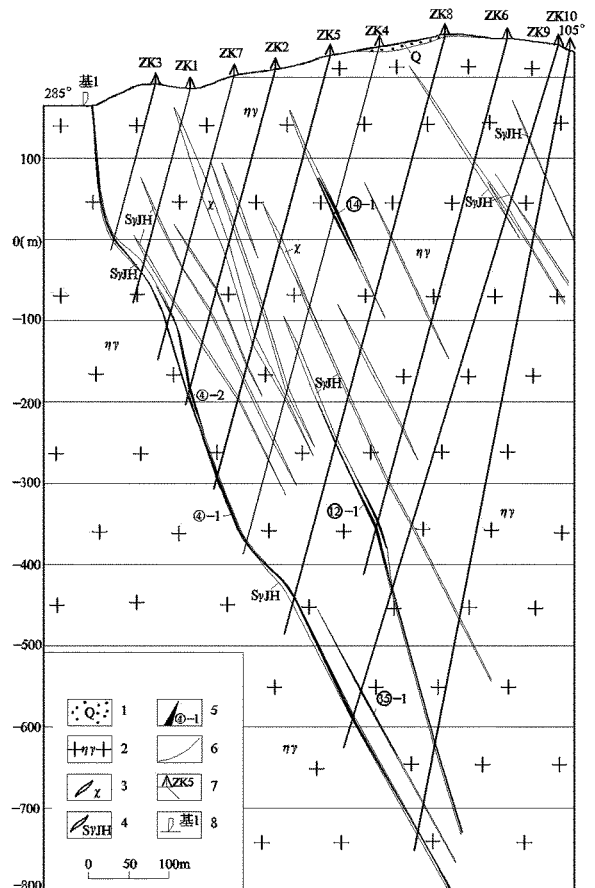 ZK10
ZK8
ZK6
ZK9
105°
ZK5
ZK4
ZK2
ZK7
ZK3
ZK1
Q
基1
285°
ηγ
SγJH
100
⑭-1
χ
SγJH
SγJH
0(m)
χ
ηγ
SγJH
-100
ηγ
SγJH
-200
④-2
-300
⑫-1
ηγ
④-1
-400
SγJH
-500
㉟-1
-600
ηγ
-700
-800
Q 1
④-1 5
ηγ 2
6
χ 3
ZK5 7
SγJH 4
基1 8
0 50 100m